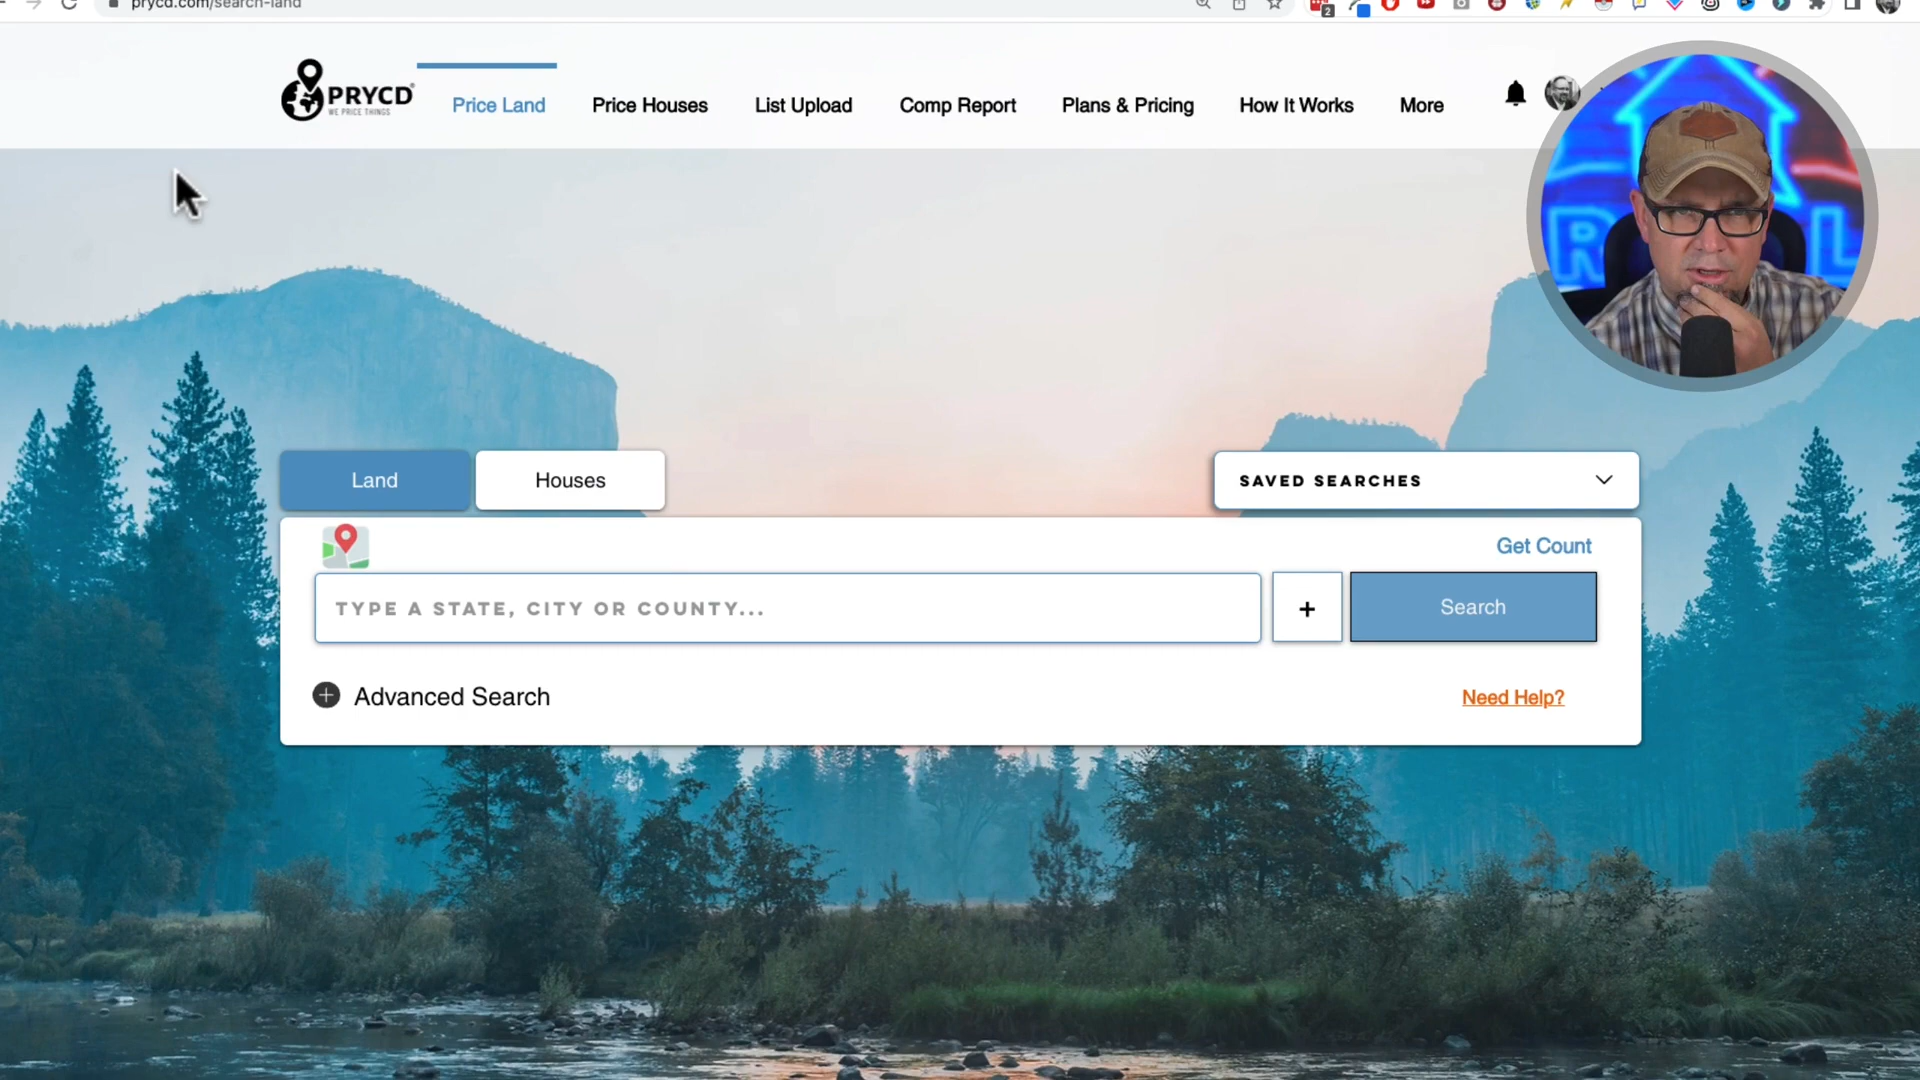 prycd.com/search-land
2
PRYCD
WE PRICE THINGS
Price Land
Price Houses
List Upload
Comp Report
Plans & Pricing
How It Works
More
R
L
Land
Houses
SAVED SEARCHES
Get Count
TYPE A STATE, CITY OR COUNTY...
+
Search
Advanced Search
Need Help?